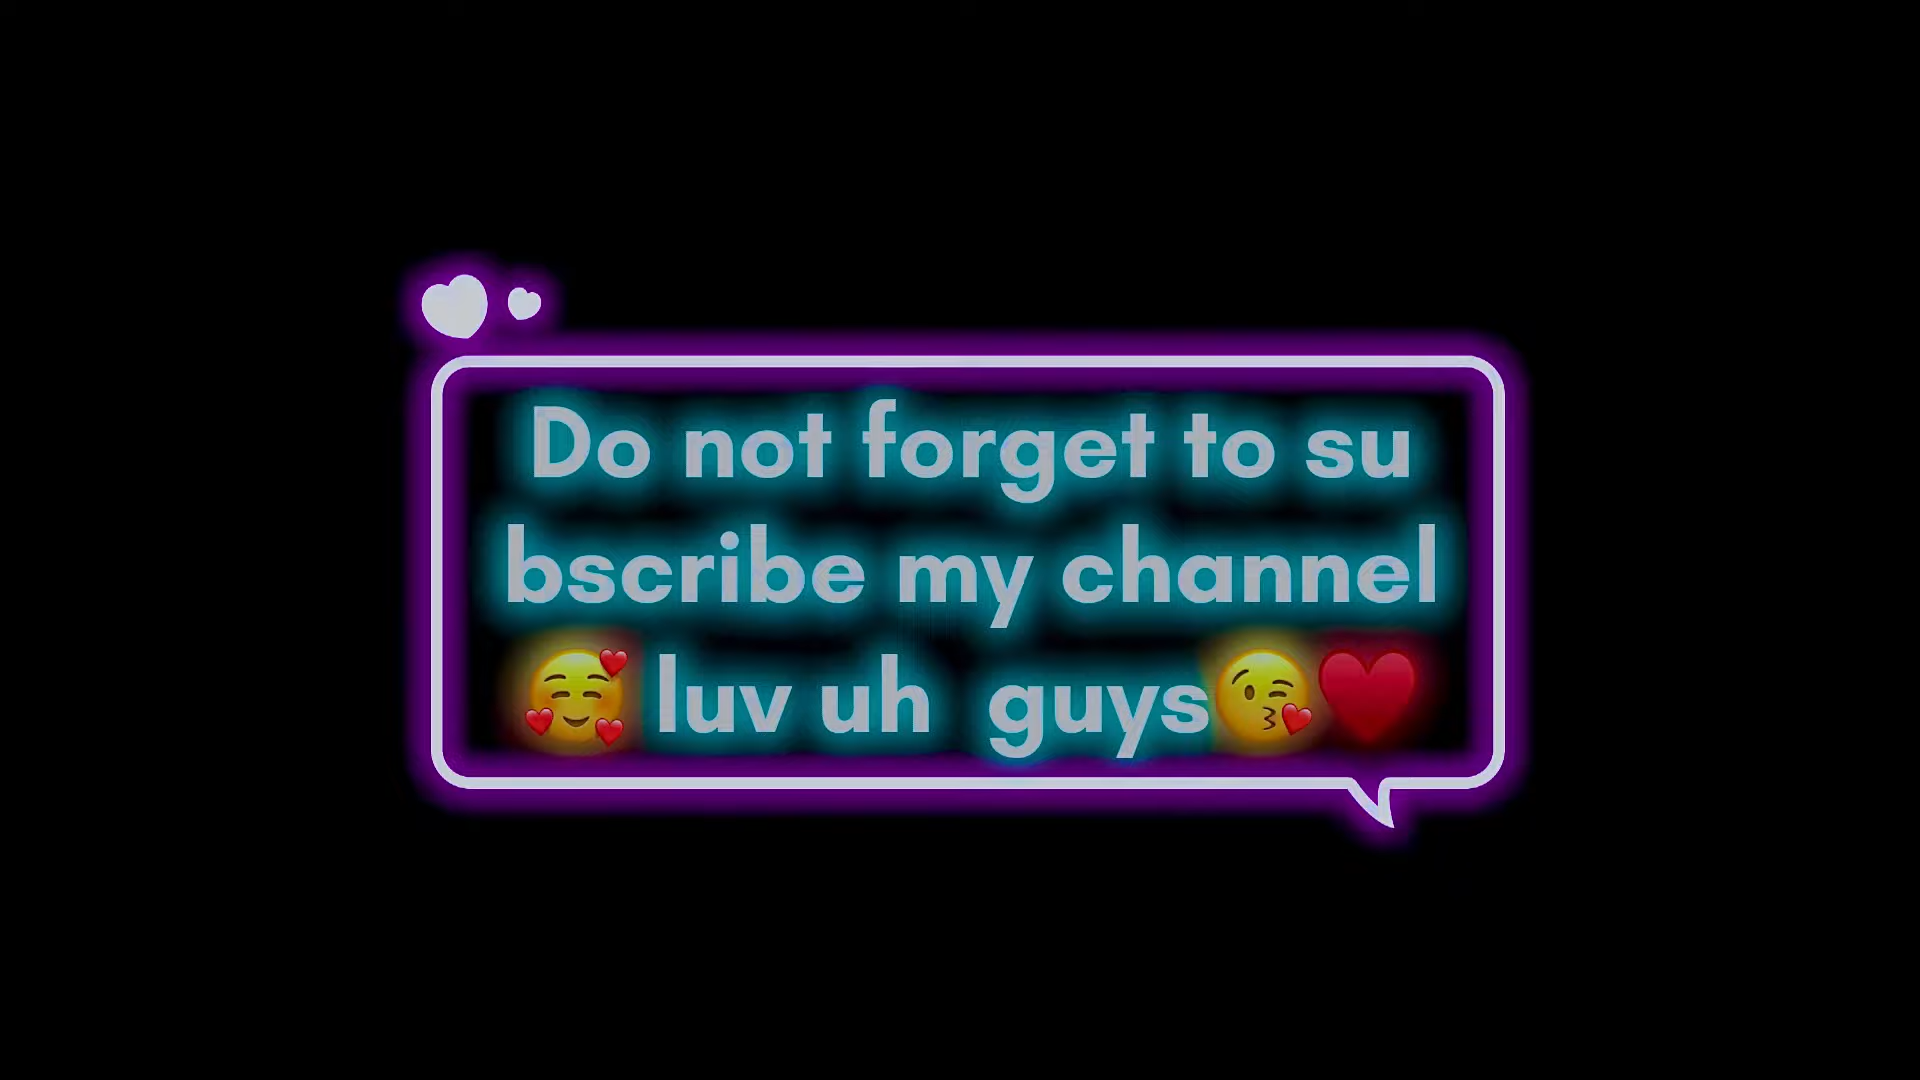 Do not forget to su
bscribe my channel
🥰 luv uh  guys😘♥️